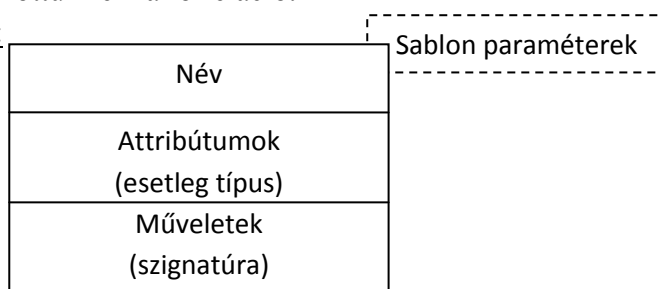 Sablon paraméterek
Név
Attribútumok
(esetleg típus)
Műveletek
(szignatúra)